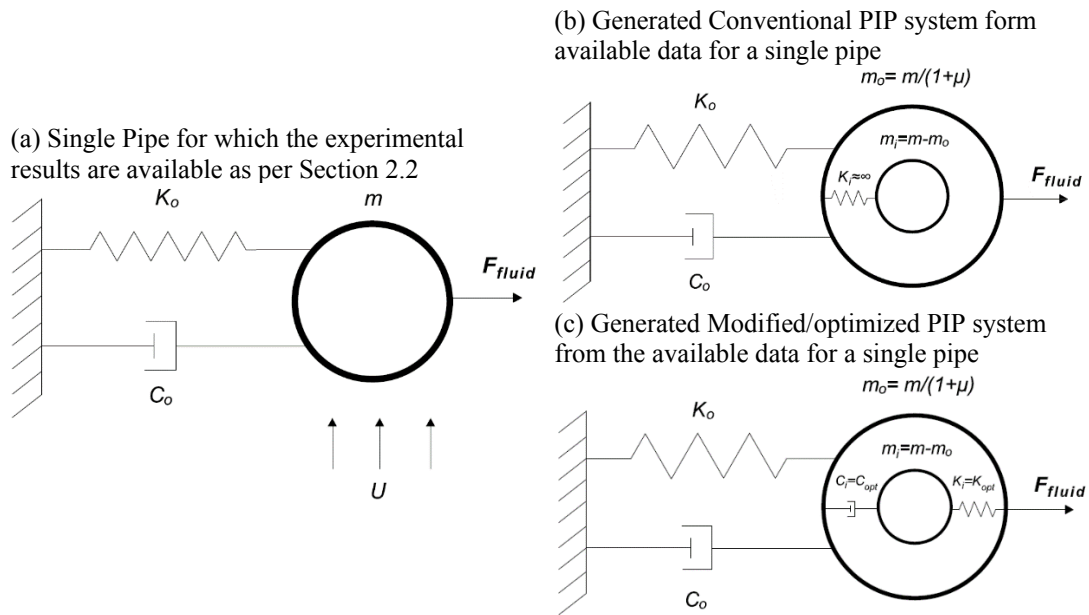 (a) Single Pipe for which the experimental
results are available as per Section 2.2
Ko
m
Ffluid
Co
U
(b) Generated Conventional PIP system form
available data for a single pipe
mo= m/(1+μ)
Ko
mi=m-mo
Ki≈∞
Ffluid
Co
(c) Generated Modified/optimized PIP system
from the available data for a single pipe
mo= m/(1+μ)
Ko
mi=m-mo
Ci=Copt
Ki=Kopt
Ffluid
Co